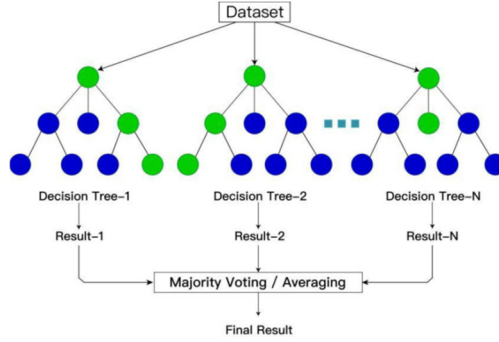 Dataset
Decision Tree-1
Decision Tree-2
Decision Tree-N
Result-1
Result-2
Result-N
Majority Voting / Averaging
Final Result